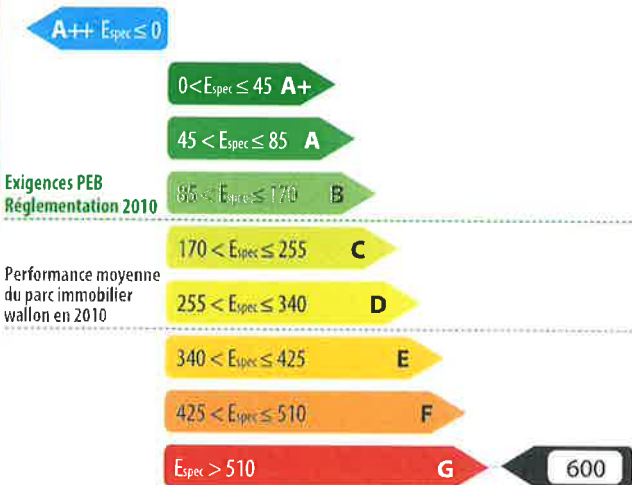 A++ Espec ≤ 0
0 < Espec ≤ 45 A+
45 < Espec ≤ 85 A
Exigences PEB
Réglementation 2010
85 < Espec ≤ 170 B
170 < Espec ≤ 255 C
Performance moyenne
du parc immobilier
wallon en 2010
255 < Espec ≤ 340 D
340 < Espec ≤ 425 E
425 < Espec ≤ 510 F
Espec > 510 G
600